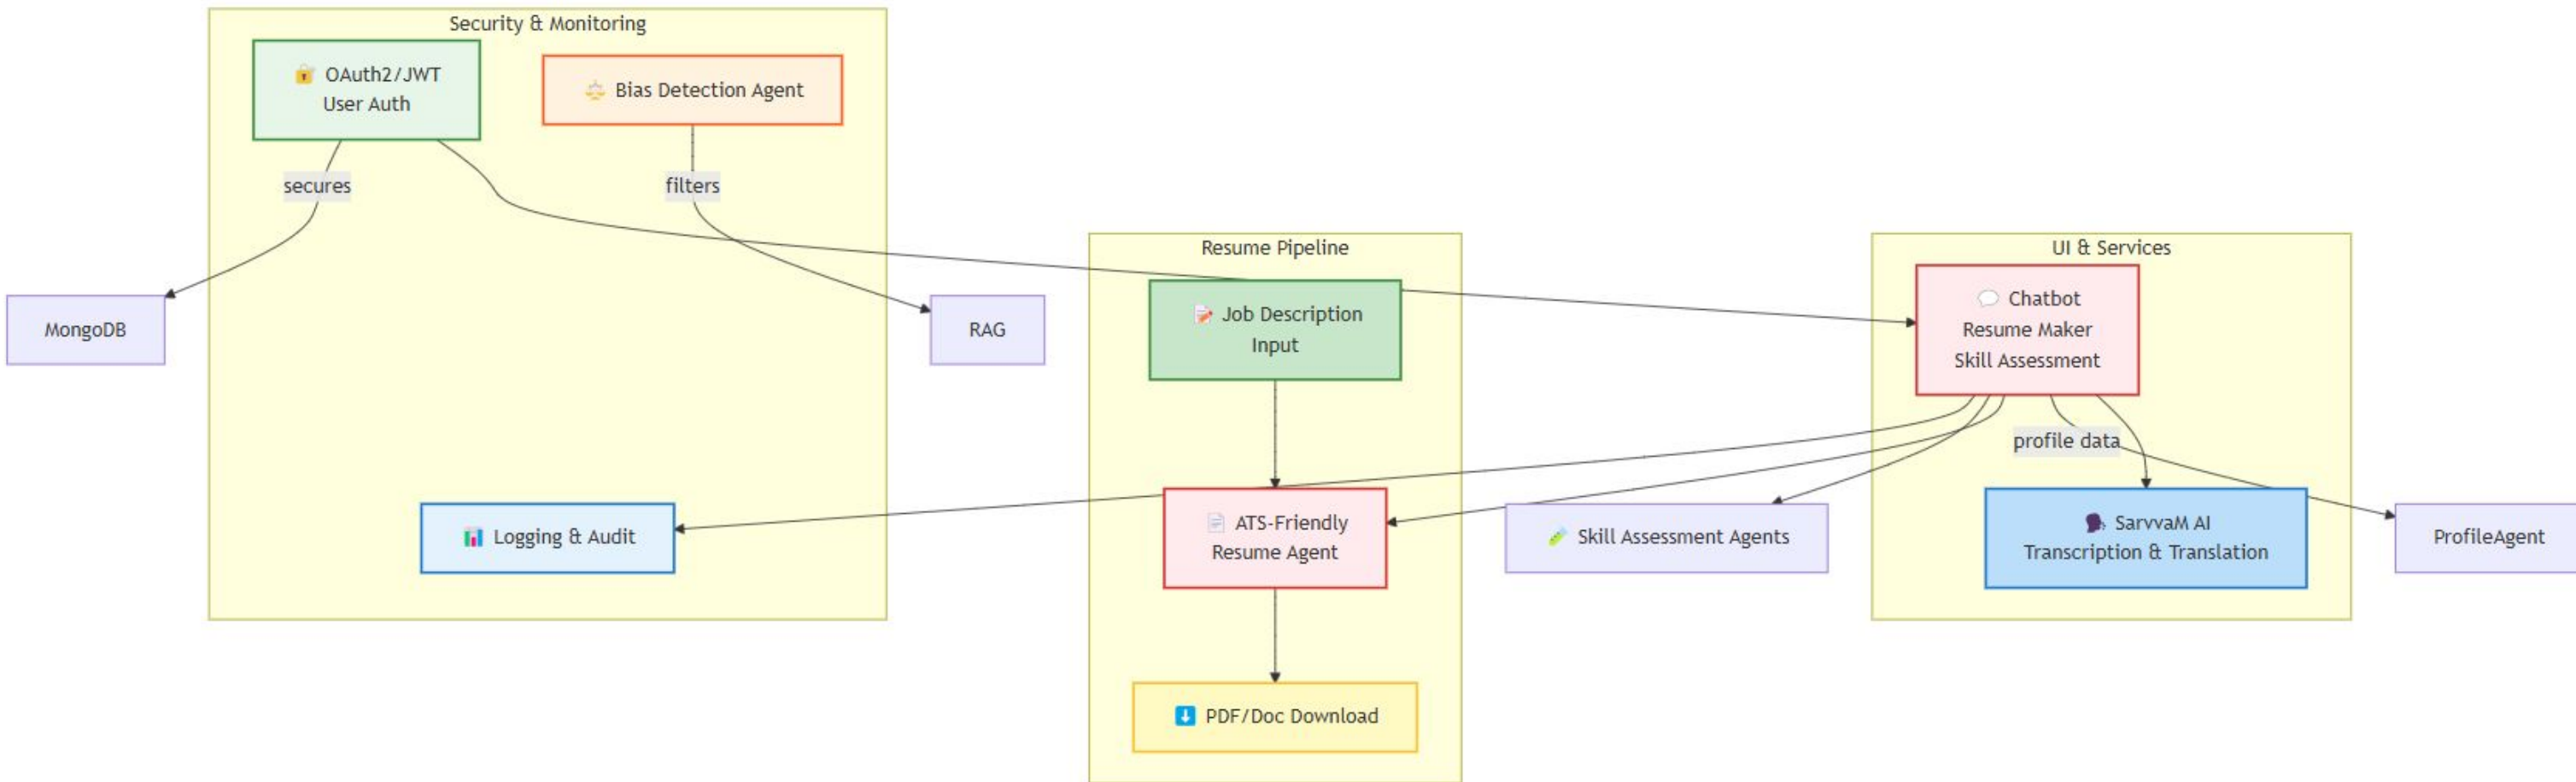 Security & Monitoring
🔐 OAuth2/JWT
User Auth
⚖️ Bias Detection Agent
secures
filters
MongoDB
RAG
📊 Logging & Audit
Resume Pipeline
📝 Job Description
Input
📄 ATS-Friendly
Resume Agent
⬇️ PDF/Doc Download
UI & Services
💬 Chatbot
Resume Maker
Skill Assessment
profile data
🧪 Skill Assessment Agents
🗣️ SarvvaM AI
Transcription & Translation
ProfileAgent